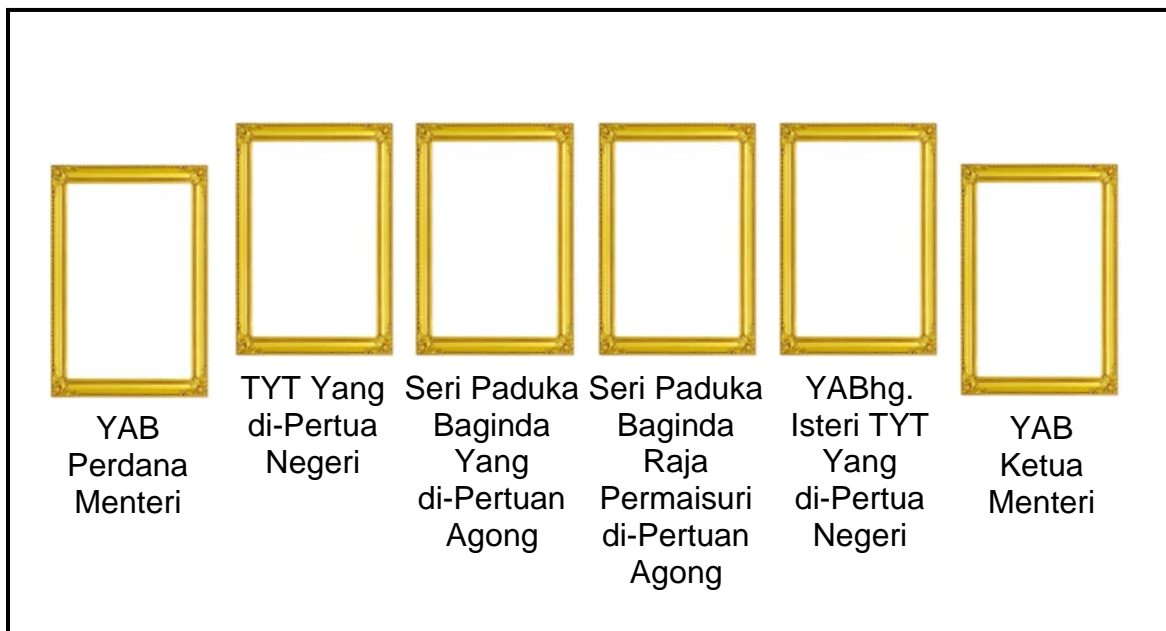 YAB
Perdana
Menteri
TYT Yang
di-Pertua
Negeri
Seri Paduka
Baginda
Yang
di-Pertuan
Agong
Seri Paduka
Baginda
Raja
Permaisuri
di-Pertuan
Agong
YABhg.
Isteri TYT
Yang
di-Pertua
Negeri
YAB
Ketua
Menteri